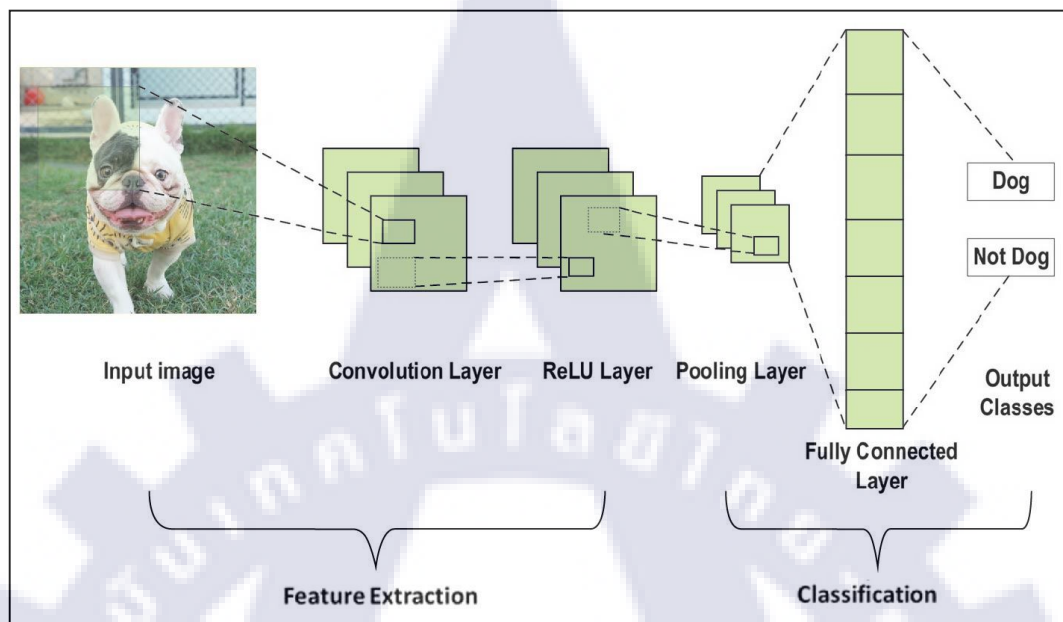 Dog
Not Dog
Input image
Convolution Layer
ReLU Layer
Pooling Layer
Fully Connected
Layer
Output
Classes
Feature Extraction
Classification